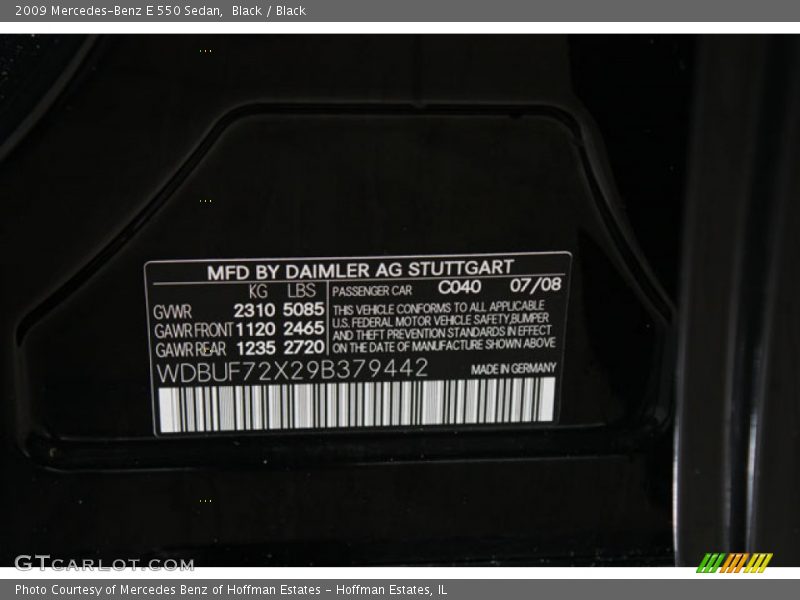 2009 Mercedes-Benz E 550 Sedan,  Black / Black
MFD BY DAIMLER AG STUTTGART
KG LBS PASSENGER CAR C040 07/08
GVWR 2310 5085
GAWR FRONT 1120 2465
GAWR REAR 1235 2720
THIS VEHICLE CONFORMS TO ALL APPLICABLE
U.S. FEDERAL MOTOR VEHICLE SAFETY,BUMPER
AND THEFT PREVENTION STANDARDS IN EFFECT
ON THE DATE OF MANUFACTURE SHOWN ABOVE
WDBUF72X29B379442 MADE IN GERMANY
GTCARLOT.COM
Photo Courtesy of Mercedes Benz of Hoffman Estates - Hoffman Estates, IL